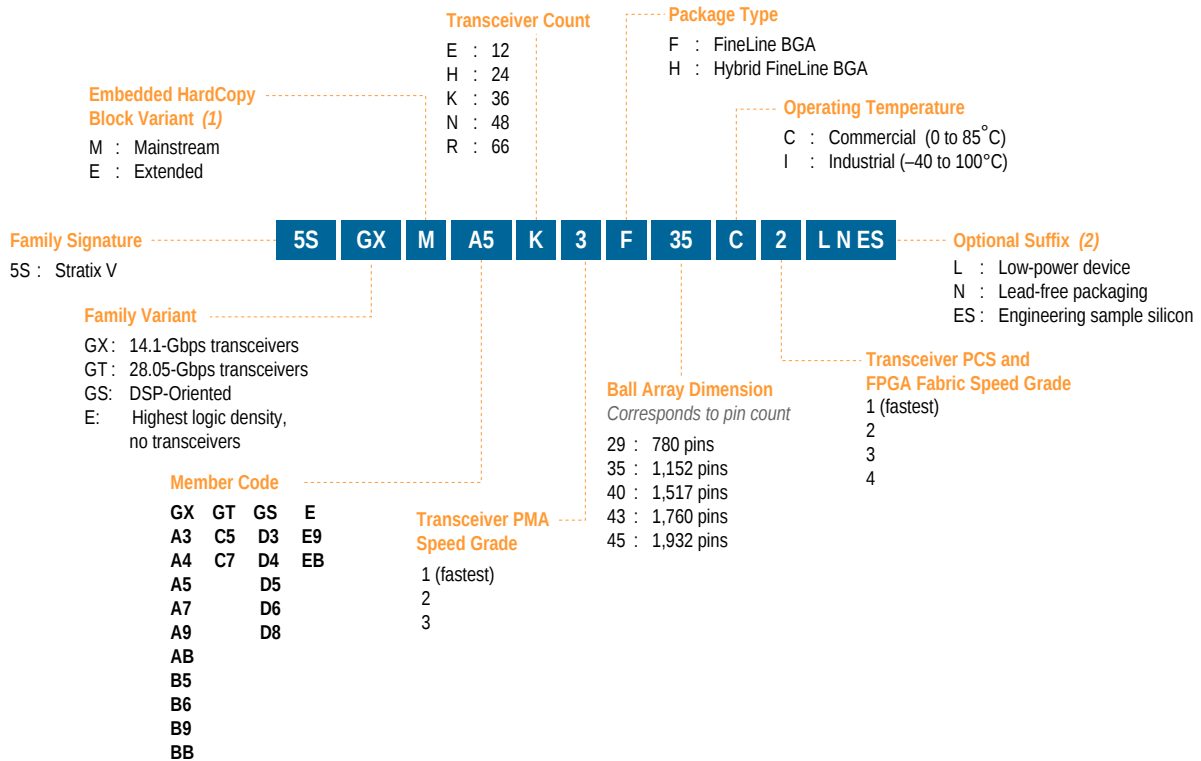 Transceiver Count
E : 12
H : 24
K : 36
N : 48
R : 66
Package Type
F : FineLine BGA
H : Hybrid FineLine BGA
Embedded HardCopy
Block Variant (1)
M : Mainstream
E : Extended
Operating Temperature
C : Commercial (0 to 85°C)
I : Industrial (–40 to 100°C)
Family Signature
5S : Stratix V
5S GX M A5 K 3 F 35 C 2 L N ES
Optional Suffix (2)
L : Low-power device
N : Lead-free packaging
ES : Engineering sample silicon
Family Variant
GX : 14.1-Gbps transceivers
GT : 28.05-Gbps transceivers
GS: DSP-Oriented
E: Highest logic density,
no transceivers
Member Code
GX GT GS E
A3 C5 D3 E9
A4 C7 D4 EB
A5 D5
A7 D6
A9 D8
AB
B5
B6
B9
BB
Transceiver PMA
Speed Grade
1 (fastest)
2
3
Ball Array Dimension
Corresponds to pin count
29 : 780 pins
35 : 1,152 pins
40 : 1,517 pins
43 : 1,760 pins
45 : 1,932 pins
Transceiver PCS and
FPGA Fabric Speed Grade
1 (fastest)
2
3
4